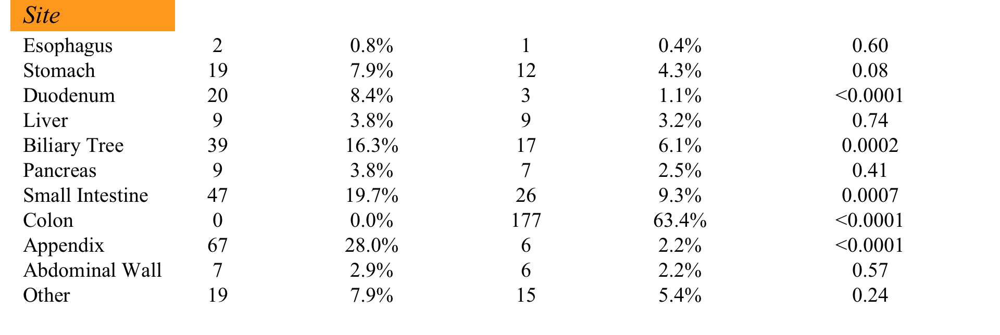 Site
Esophagus 2 0.8% 1 0.4% 0.60
Stomach 19 7.9% 12 4.3% 0.08
Duodenum 20 8.4% 3 1.1% <0.0001
Liver 9 3.8% 9 3.2% 0.74
Biliary Tree 39 16.3% 17 6.1% 0.0002
Pancreas 9 3.8% 7 2.5% 0.41
Small Intestine 47 19.7% 26 9.3% 0.0007
Colon 0 0.0% 177 63.4% <0.0001
Appendix 67 28.0% 6 2.2% <0.0001
Abdominal Wall 7 2.9% 6 2.2% 0.57
Other 19 7.9% 15 5.4% 0.24